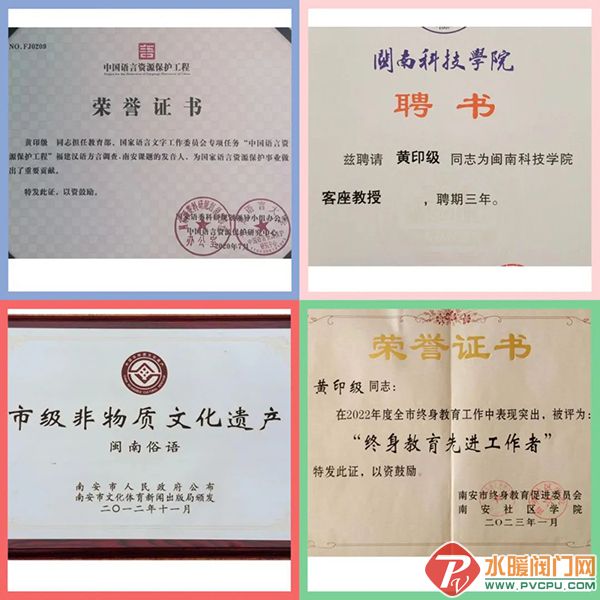 NO.FJ0209
中国语言资源保护工程
荣誉证书
黄印级 同志担任教育部、国家语言文字工作委员会专项任务“中国语言资
源保护工程”福建汉语方言调查·南安课题的发音人,为国家语言资源保护事业做
出了重要贡献。
特发此证,以资鼓励。
中国语言资源保护研究中心
2020年7月
闽南科技學院
聘书
兹聘请 黄印级 同志为闽南科技学院
客座教授 ,聘期三年。
市级非物质文化遗产
闽南俗语
南安市人民政府公布
南安市文化体育新闻出版局颁发
二〇一二年十一月
荣誉证书
黄印级同志:
在2022年度全市终身教育工作中表现突出,被评为:
“终身教育先进工作者”
特发此证,以资鼓励。
南安市终身教育促进委员会
南安社区学院
二〇二三年一月
PV
水暖阀门网
www.PVCPU.com